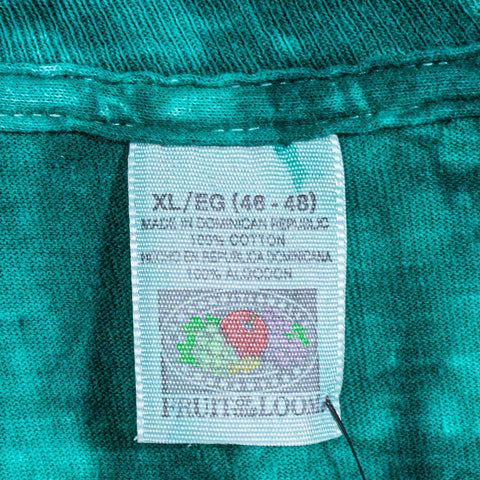 XL/EG (46 - 48)
MADE IN DOMINICAN REPUBLIC
100% COTTON
HECHO EN REPUBLICA DOMINICANA
100% ALGODON
FRUIT OF THE LOOM